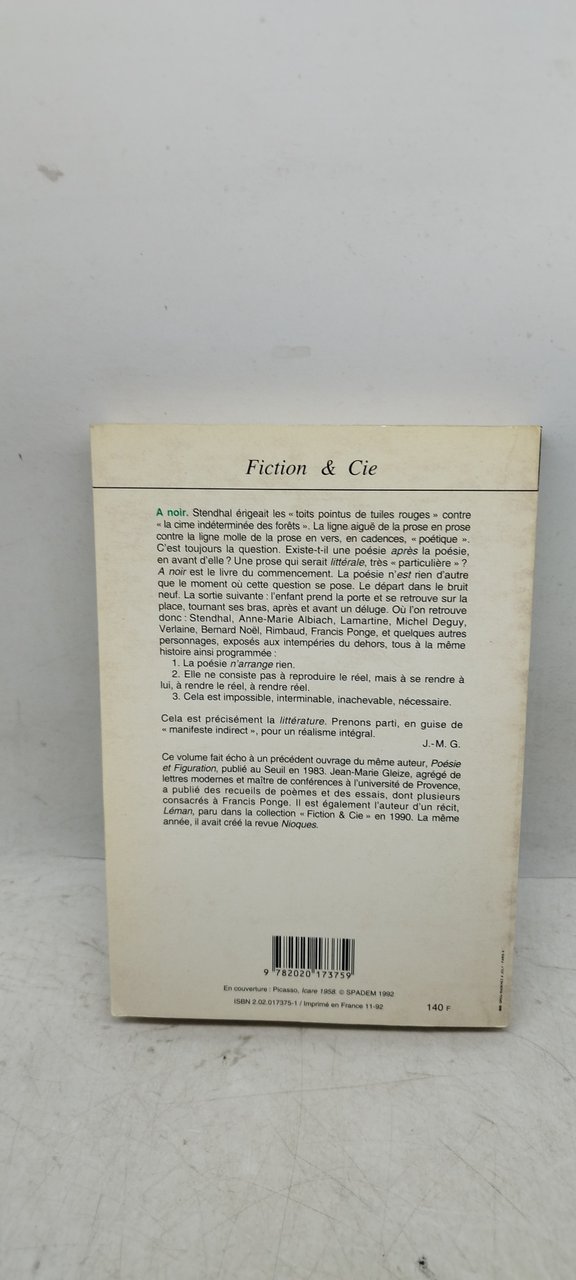 Fiction & Cie
A noir. Stendhal érigeait les « toits pointus de tuiles rouges » contre
« la cime indéterminée des forêts ». La ligne aiguë de la prose en prose
contre la ligne molle de la prose en vers, en cadences, « poétique ».
C'est toujours la question. Existe-t-il une poésie après la poésie,
en avant d'elle ? Une prose qui serait littérale, très « particulière » ?
A noir est le livre du commencement. La poésie n'est rien d'autre
que le moment où cette question se pose. Le départ dans le bruit
neuf. La sortie suivante : l'enfant prend la porte et se retrouve sur la
place, tournant ses bras, après et avant un déluge. Où l'on retrouve
donc : Stendhal, Anne-Marie Albiach, Lamartine, Michel Deguy,
Verlaine, Bernard Noël, Rimbaud, Francis Ponge, et quelques autres
personnages, exposés aux intempéries du dehors, tous à la même
histoire ainsi programmée :
1. La poésie n'arrange rien.
2. Elle ne consiste pas à reproduire le réel, mais à se rendre à
lui, à rendre le réel, à rendre réel.
3. Cela est impossible, interminable, inachevable, nécessaire.
Cela est précisément la littérature. Prenons parti, en guise de
« manifeste indirect », pour un réalisme intégral.
J.-M. G.
Ce volume fait écho à un précédent ouvrage du même auteur, Poésie
et Figuration, publié au Seuil en 1983. Jean-Marie Gleize, agrégé de
lettres modernes et maître de conférences à l'université de Provence,
a publié des recueils de poèmes et des essais, dont plusieurs
consacrés à Francis Ponge. Il est également l'auteur d'un récit,
Léman, paru dans la collection « Fiction & Cie » en 1990. La même
année, il avait créé la revue Nioques.
9 782020 173759
En couverture : Picasso, Icare 1958. © SPADEM 1992
ISBN 2.02.017375-1 / Imprimé en France 11-92
140 F